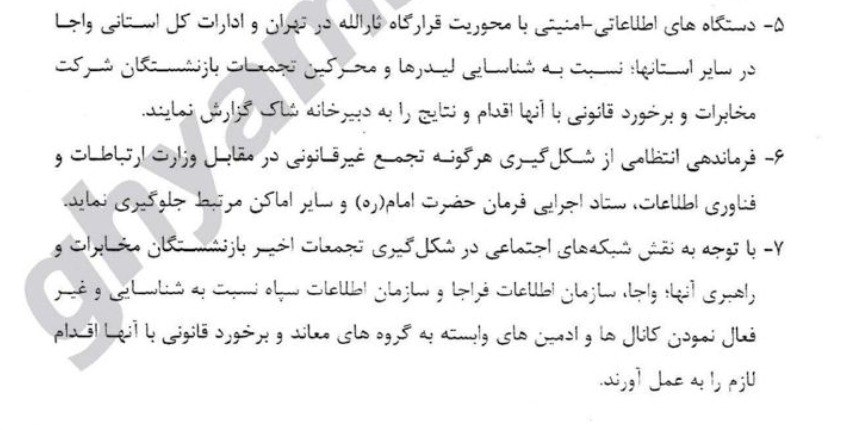 ۵- دستگاه های اطلاعاتی-امنیتی با محوریت قرارگاه ثارالله در تهران و ادارات کل استانی واجا
در سایر استانها؛ نسبت به شناسایی لیدرها و محرکین تجمعات بازنشستگان شرکت
مخابرات و برخورد قانونی با آنها اقدام و نتایج را به دبیرخانه شاک گزارش نمایند.
۶- فرماندهی انتظامی از شکل‌گیری هرگونه تجمع غیرقانونی در مقابل وزارت ارتباطات و
فناوری اطلاعات، ستاد اجرایی فرمان حضرت امام(ره) و سایر اماکن مرتبط جلوگیری نماید.
۷- با توجه به نقش شبکه‌های اجتماعی در شکل‌گیری تجمعات اخیر بازنشستگان مخابرات و
راهبری آنها؛ واجا، سازمان اطلاعات فراجا و سازمان اطلاعات سپاه نسبت به شناسایی و غیر
فعال نمودن کانال ها و ادمین های وابسته به گروه های معاند و برخورد قانونی با آنها اقدام
لازم را به عمل آورند.
ghyam